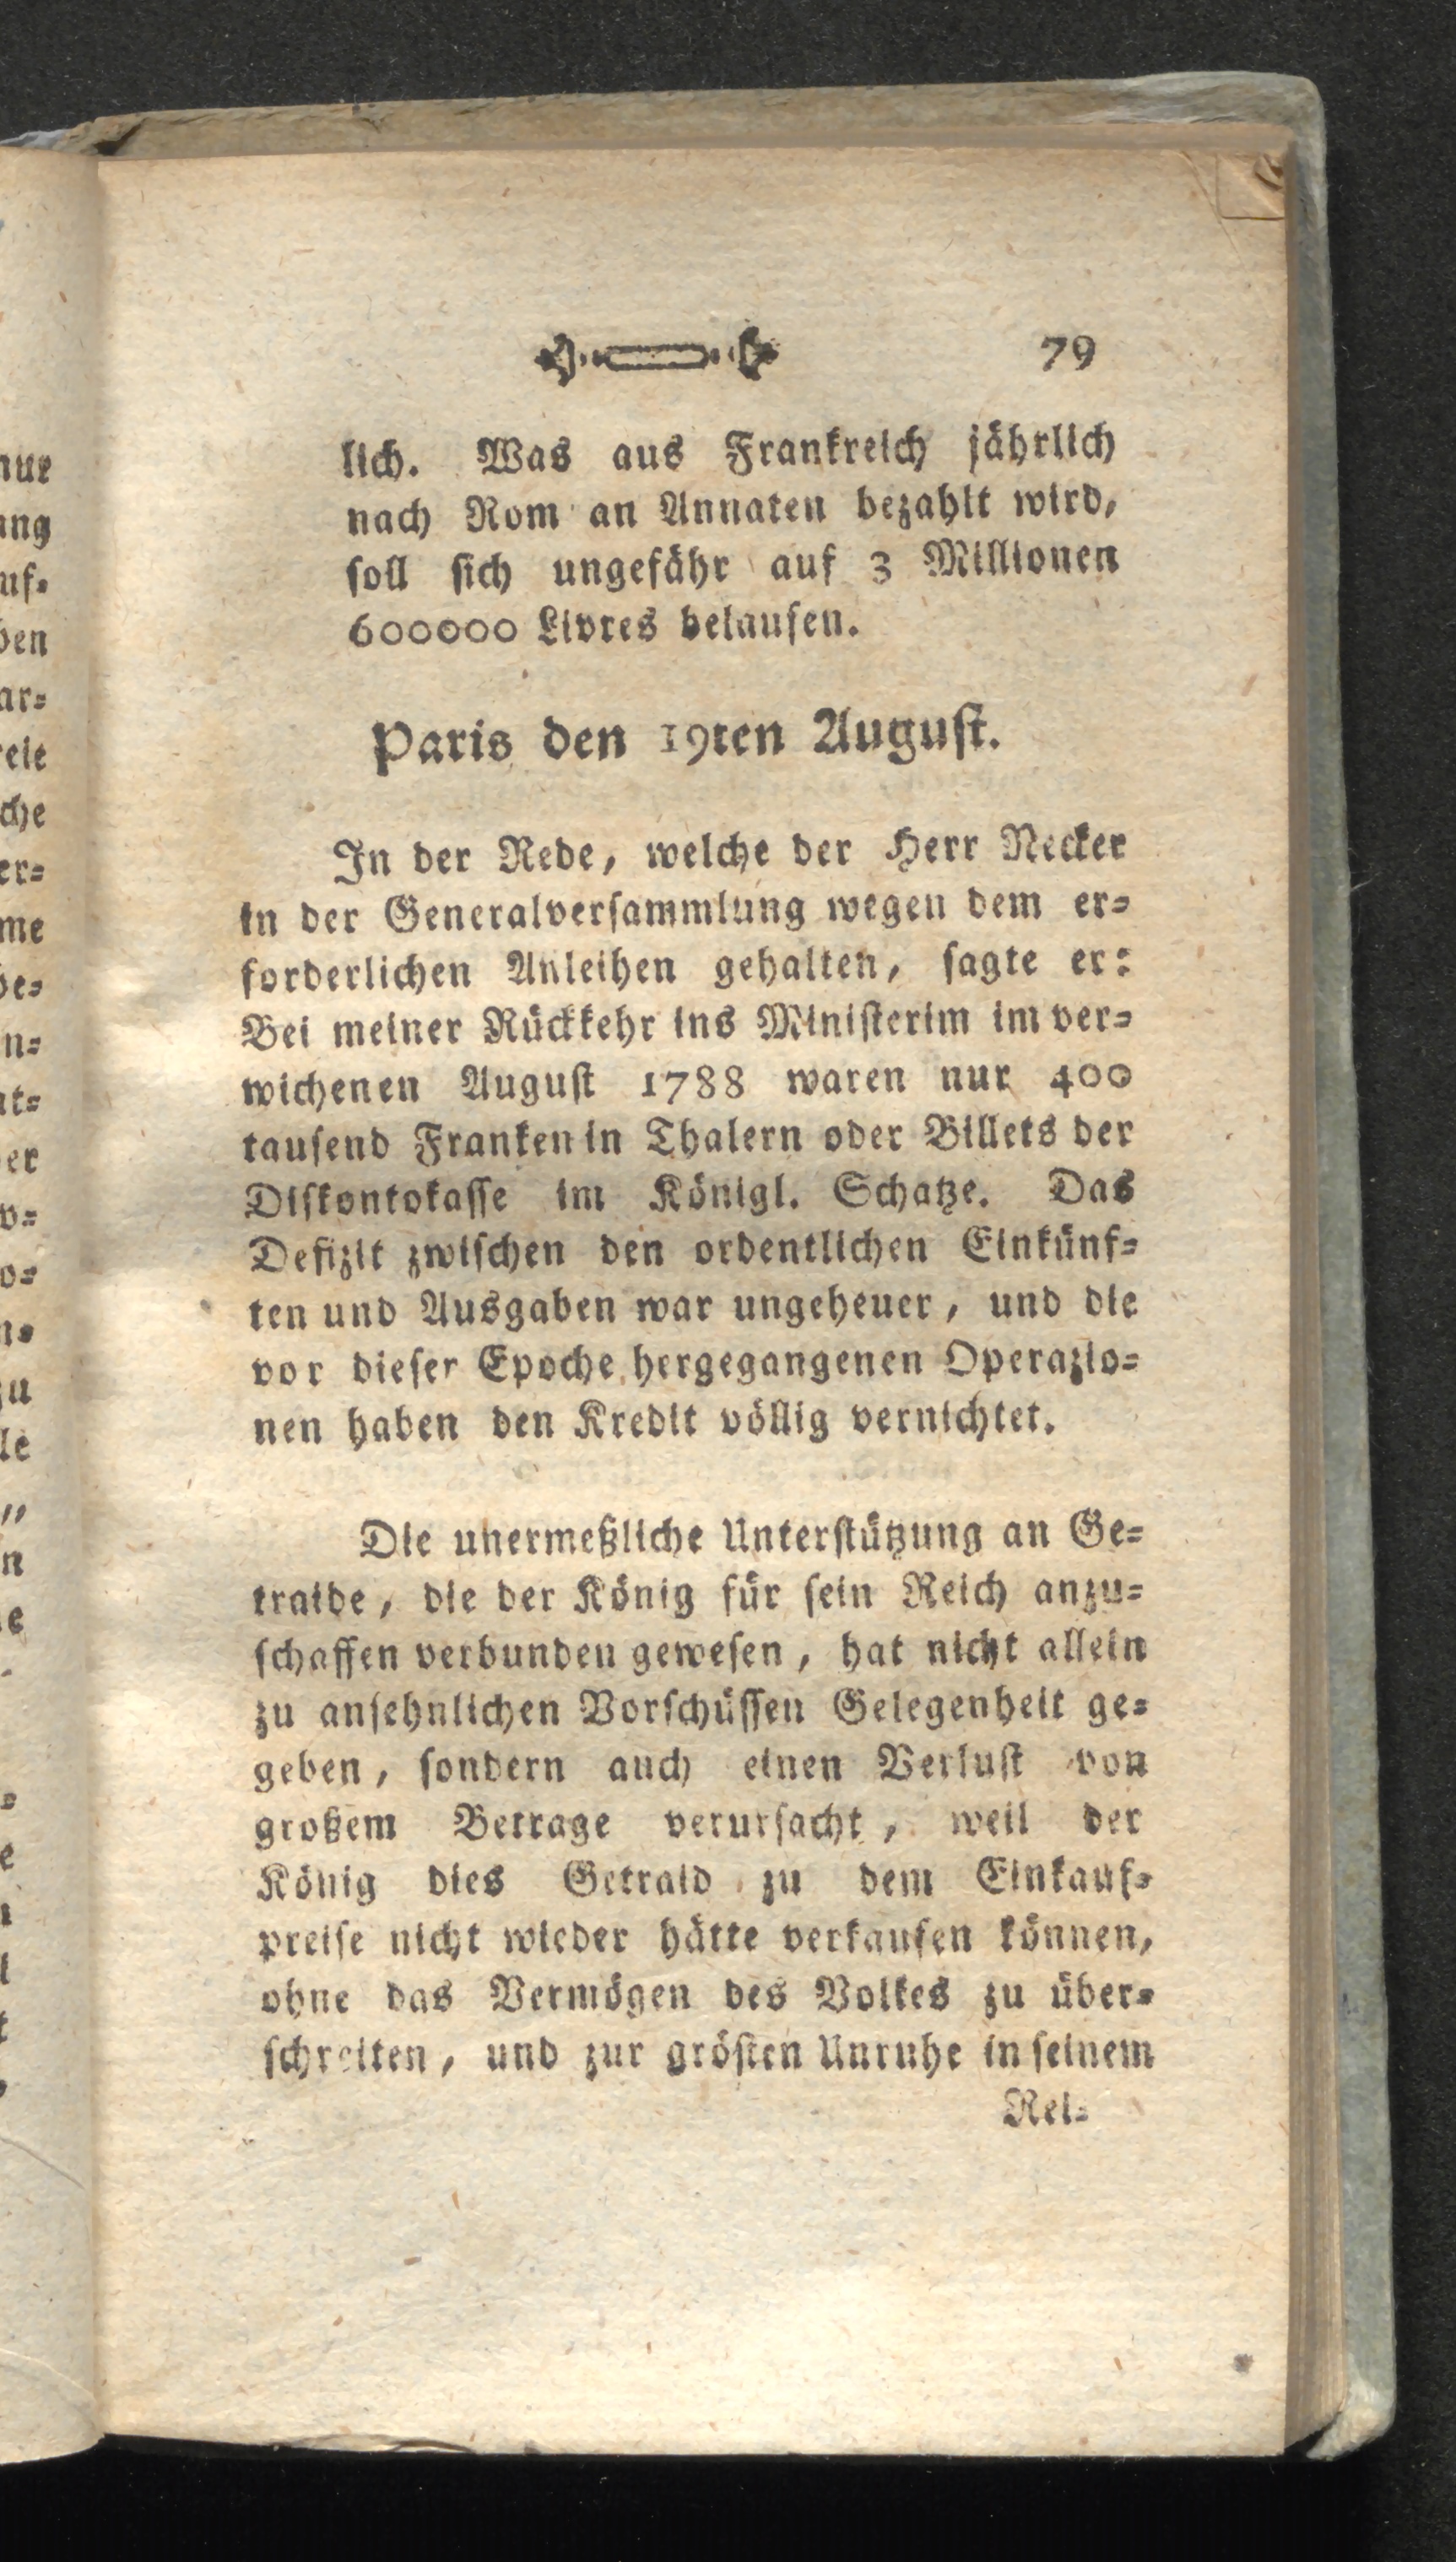 79
lich. Was aus Frankreich jährlich
nach Rom an Annaten bezahlt wird,
soll sich ungefähr auf 3 Millionen
600000 Livres belaufen.
Paris den 19ten August.
In der Rede, welche der Herr Necker
in der Generalversammlung wegen dem er=
forderlichen Anleihen gehalten, sagte er:
Bei meiner Rückkehr ins Ministerim im ver=
wichenen August 1788 waren nur 400
tausend Franken in Thalern oder Billets der
Diskontokasse im Königl. Schatze. Das
Defizit zwischen den ordentlichen Einkünf=
ten und Ausgaben war ungeheuer, und die
vor dieser Epoche hergegangenen Operazio=
nen haben den Kredit völlig vernichtet.
Die unermeßliche Unterstützung an Ge=
traide, die der König für sein Reich anzu=
schaffen verbunden gewesen, hat nicht allein
zu ansehnlichen Vorschüssen Gelegenheit ge=
geben, sondern auch einen Verlust von
großem Betrage verursacht, weil der
König dies Getraid zu dem Einkauf=
preise nicht wieder hätte verkaufen können,
ohne das Vermögen des Volkes zu über=
schreiten, und zur grösten Unruhe in seinem
Rei=